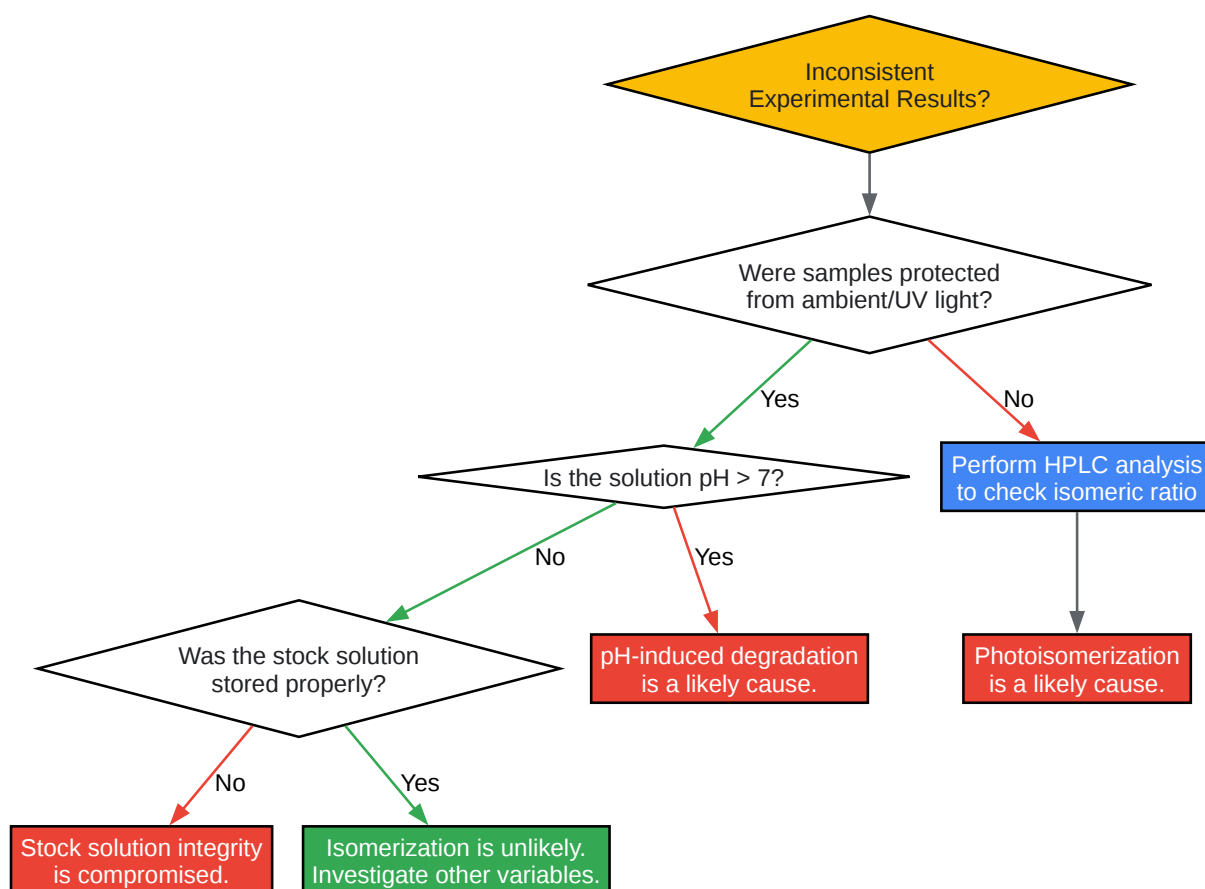 Inconsistent
Experimental Results?
Were samples protected
from ambient/UV light?
Yes
No
Is the solution pH > 7?
Perform HPLC analysis
to check isomeric ratio
No
Yes
Was the stock solution
stored properly?
pH-induced degradation
is a likely cause.
Photoisomerization
is a likely cause.
No
Yes
Stock solution integrity
is compromised.
Isomerization is unlikely.
Investigate other variables.